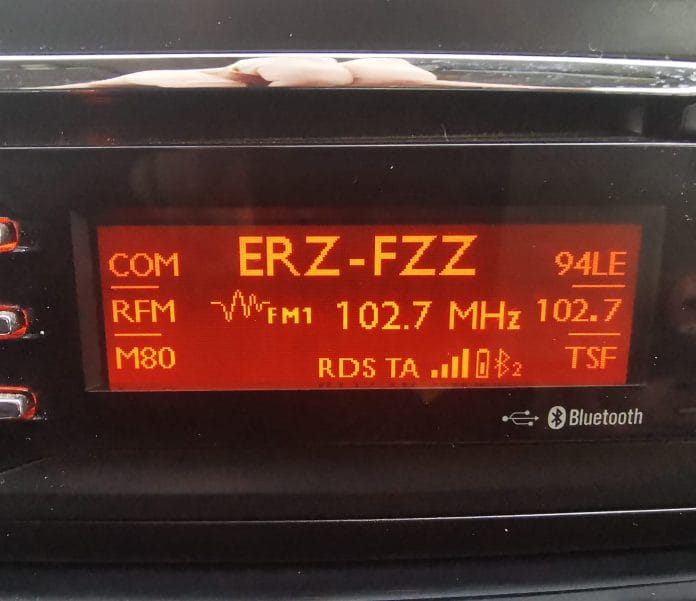 COM ERZ-FZZ 94LE
RFM FM1 102.7 MHz 102.7
M80 RDS TA 2 TSF
Bluetooth